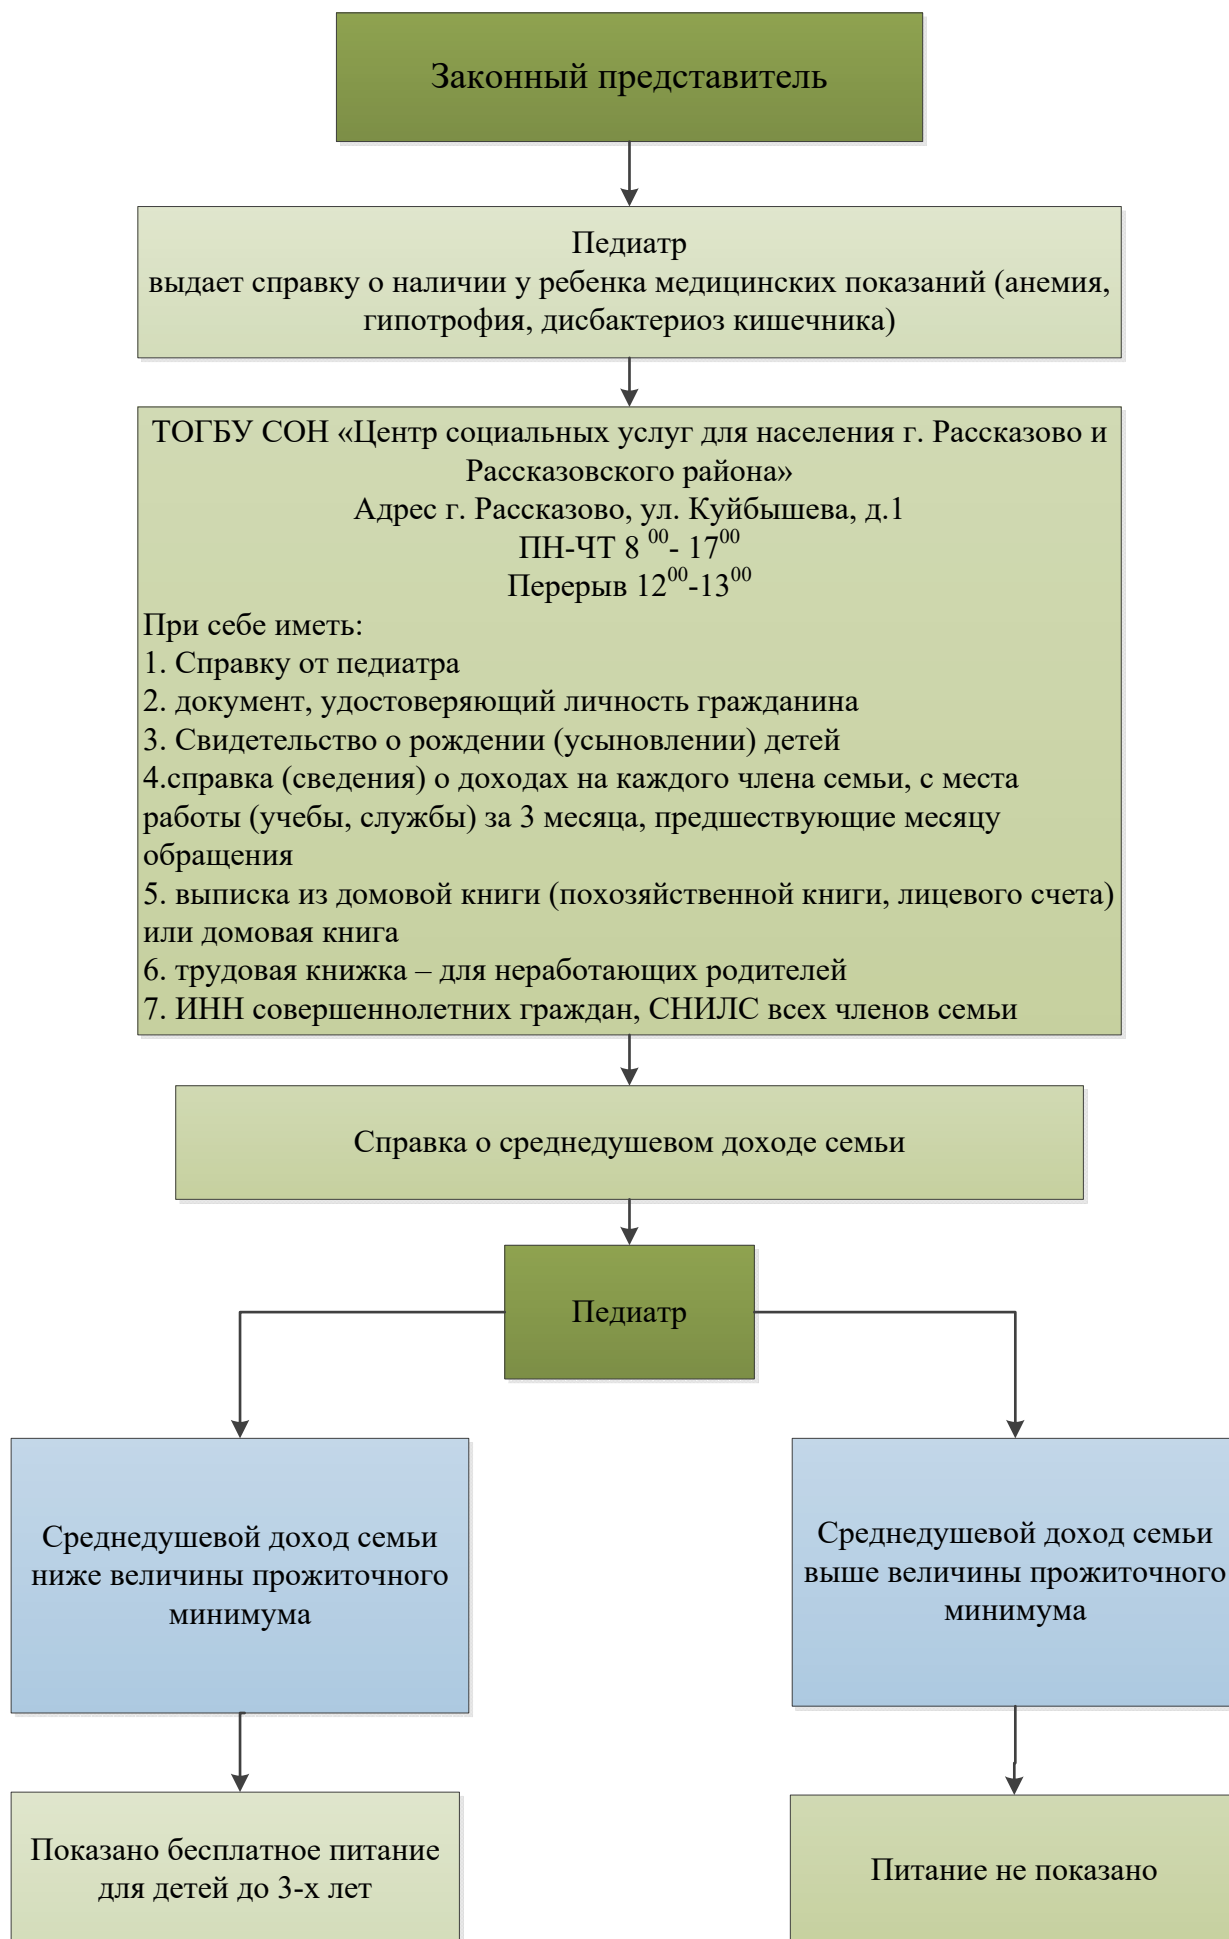 Законный представитель
Педиатр
выдает справку о наличии у ребенка медицинских показаний (анемия,
гипотрофия, дисбактериоз кишечника)
ТОГБУ СОН «Центр социальных услуг для населения г. Рассказово и
Рассказовского района»
Адрес г. Рассказово, ул. Куйбышева, д.1
ПН-ЧТ 8 ⁰⁰- 17⁰⁰
Перерыв 12⁰⁰-13⁰⁰
При себе иметь:
1. Справку от педиатра
2. документ, удостоверяющий личность гражданина
3. Свидетельство о рождении (усыновлении) детей
4.справка (сведения) о доходах на каждого члена семьи, с места
работы (учебы, службы) за 3 месяца, предшествующие месяцу
обращения
5. выписка из домовой книги (похозяйственной книги, лицевого счета)
или домовая книга
6. трудовая книжка – для неработающих родителей
7. ИНН совершеннолетних граждан, СНИЛС всех членов семьи
Справка о среднедушевом доходе семьи
Педиатр
Среднедушевой доход семьи
ниже величины прожиточного
минимума
Среднедушевой доход семьи
выше величины прожиточного
минимума
Показано бесплатное питание
для детей до 3-х лет
Питание не показано